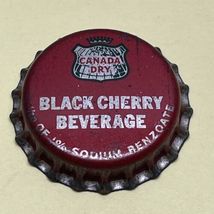 CANADA
DRY
BLACK CHERRY
BEVERAGE
1/10 OF 1% SODIUM BENZOATE